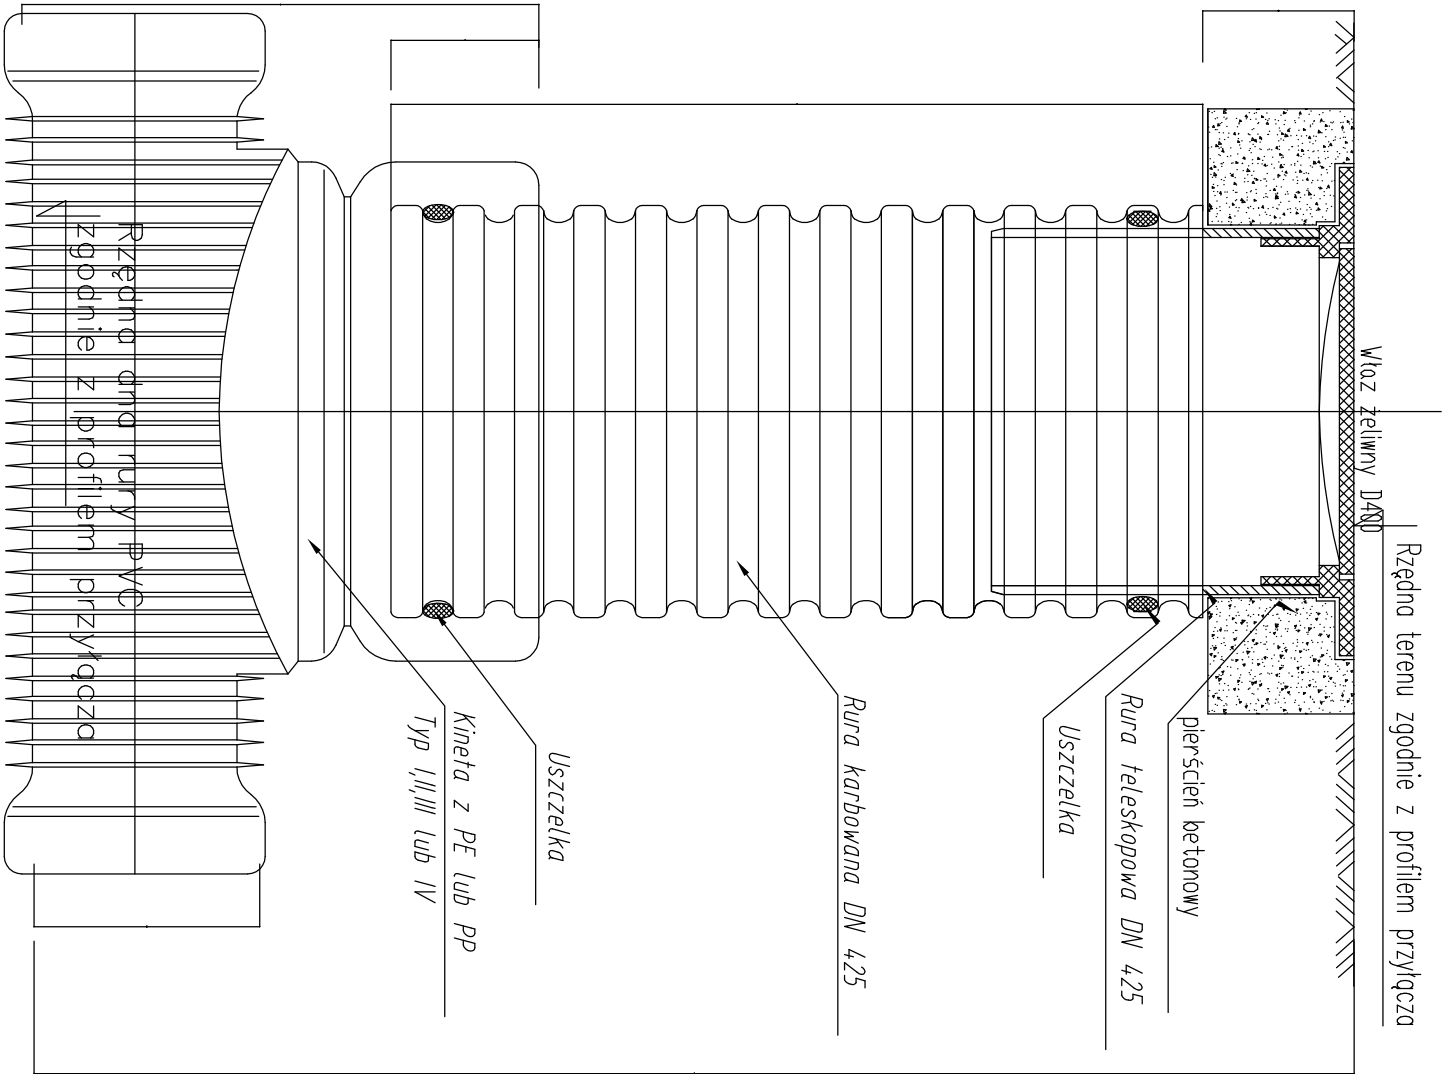 Rzędna terenu zgodnie z profilem przyłącza
Właz żeliwny D400
pierścień betonowy
Rura teleskopowa DN 425
Uszczelka
Rura karbowana DN 425
Uszczelka
Kineta z PE lub PP
Typ I,II,III lub IV
Rzędna dna rury PVC
zgodnie z profilem przyłącza